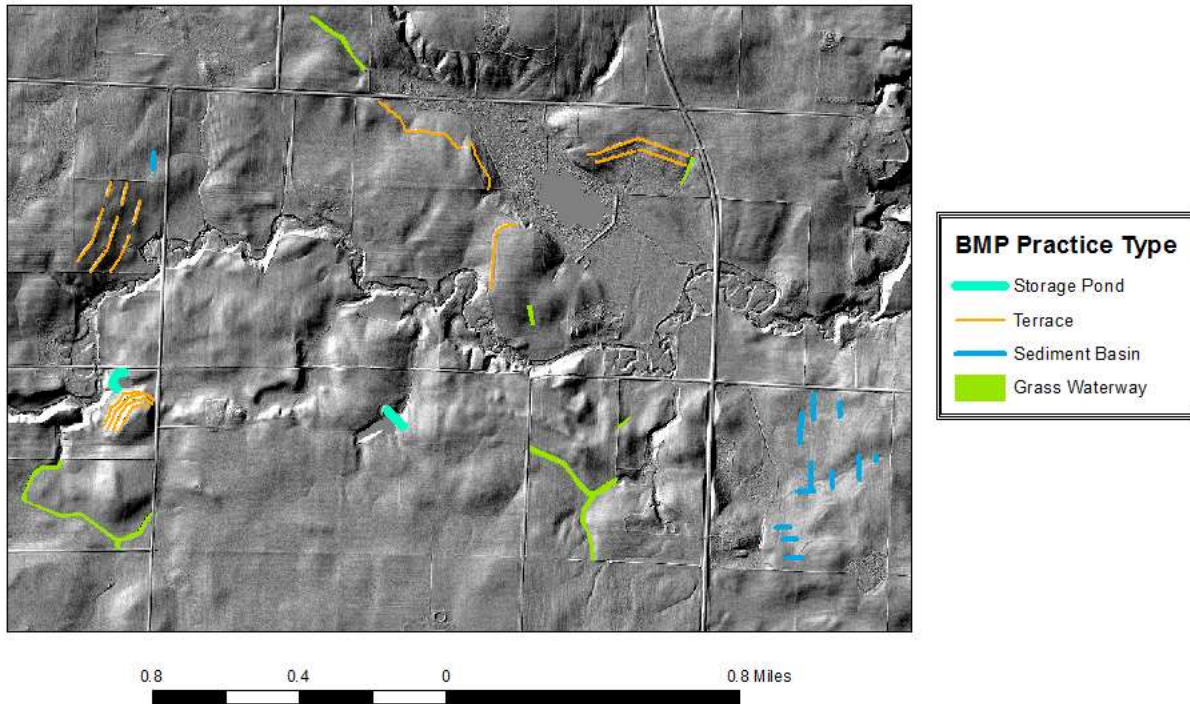 BMP Practice Type
Storage Pond
Terrace
Sediment Basin
Grass Waterway
0.8 0.4 0 0.8 Miles